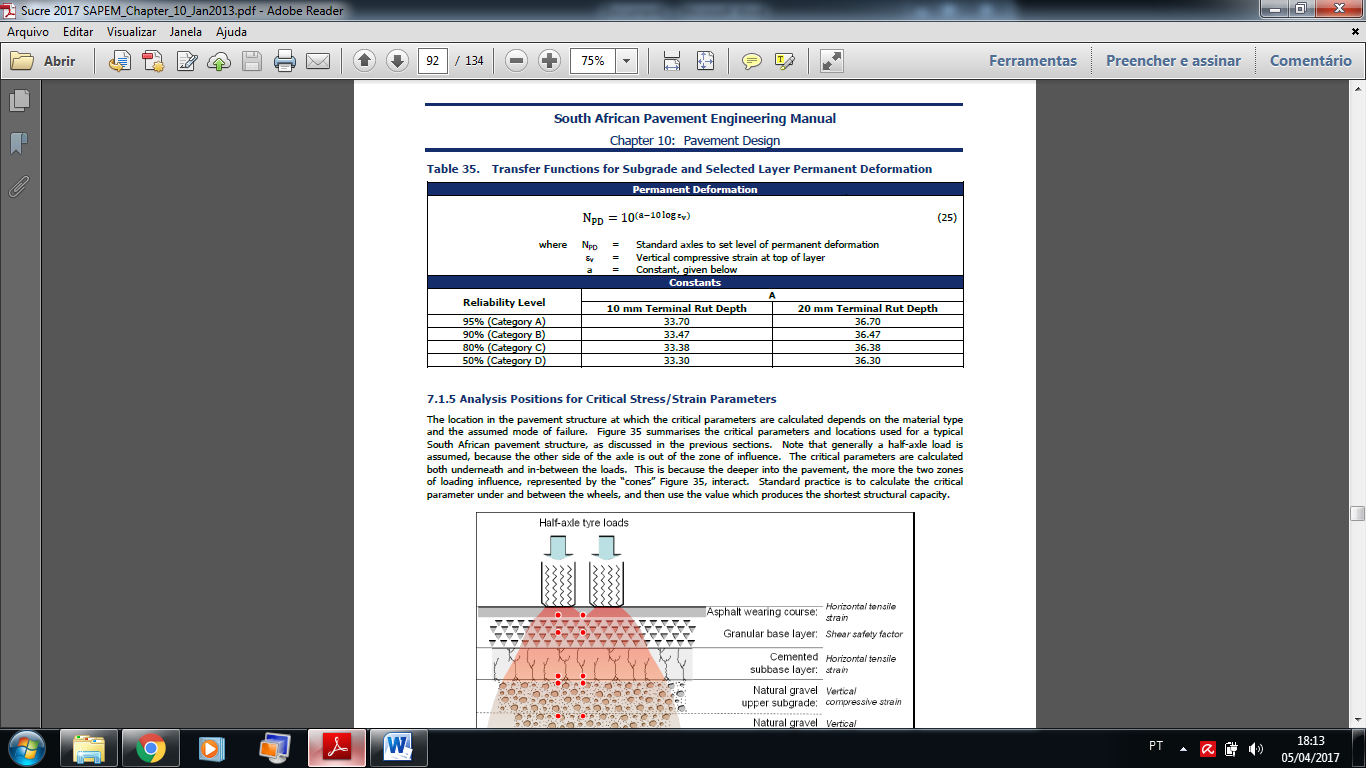 Sucre 2017 SAPEM_Chapter_10_Jan2013.pdf - Adobe Reader
Arquivo Editar Visualizar Janela Ajuda
Abrir 92 / 134 75% Ferramentas Preencher e assinar Comentário
South African Pavement Engineering Manual
Chapter 10: Pavement Design
Table 35. Transfer Functions for Subgrade and Selected Layer Permanent Deformation
Permanent Deformation
N_PD = 10^(a−10 log ε_v) (25)
where N_PD = Standard axles to set level of permanent deformation
ε_v = Vertical compressive strain at top of layer
a = Constant, given below
Constants
Reliability Level A
10 mm Terminal Rut Depth 20 mm Terminal Rut Depth
95% (Category A) 33.70 36.70
90% (Category B) 33.47 36.47
80% (Category C) 33.38 36.38
50% (Category D) 33.30 36.30
7.1.5 Analysis Positions for Critical Stress/Strain Parameters
The location in the pavement structure at which the critical parameters are calculated depends on the material type
and the assumed mode of failure. Figure 35 summarises the critical parameters and locations used for a typical
South African pavement structure, as discussed in the previous sections. Note that generally a half-axle load is
assumed, because the other side of the axle is out of the zone of influence. The critical parameters are calculated
both underneath and in-between the loads. This is because the deeper into the pavement, the more the two zones
of loading influence, represented by the "cones" Figure 35, interact. Standard practice is to calculate the critical
parameter under and between the wheels, and then use the value which produces the shortest structural capacity.
Half-axle tyre loads
Asphalt wearing course: Horizontal tensile
strain
Granular base layer: Shear safety factor
Cemented Horizontal tensile
subbase layer: strain
Natural gravel Vertical
upper subgrade: compressive strain
Natural gravel Vertical
PT 18:13
05/04/2017